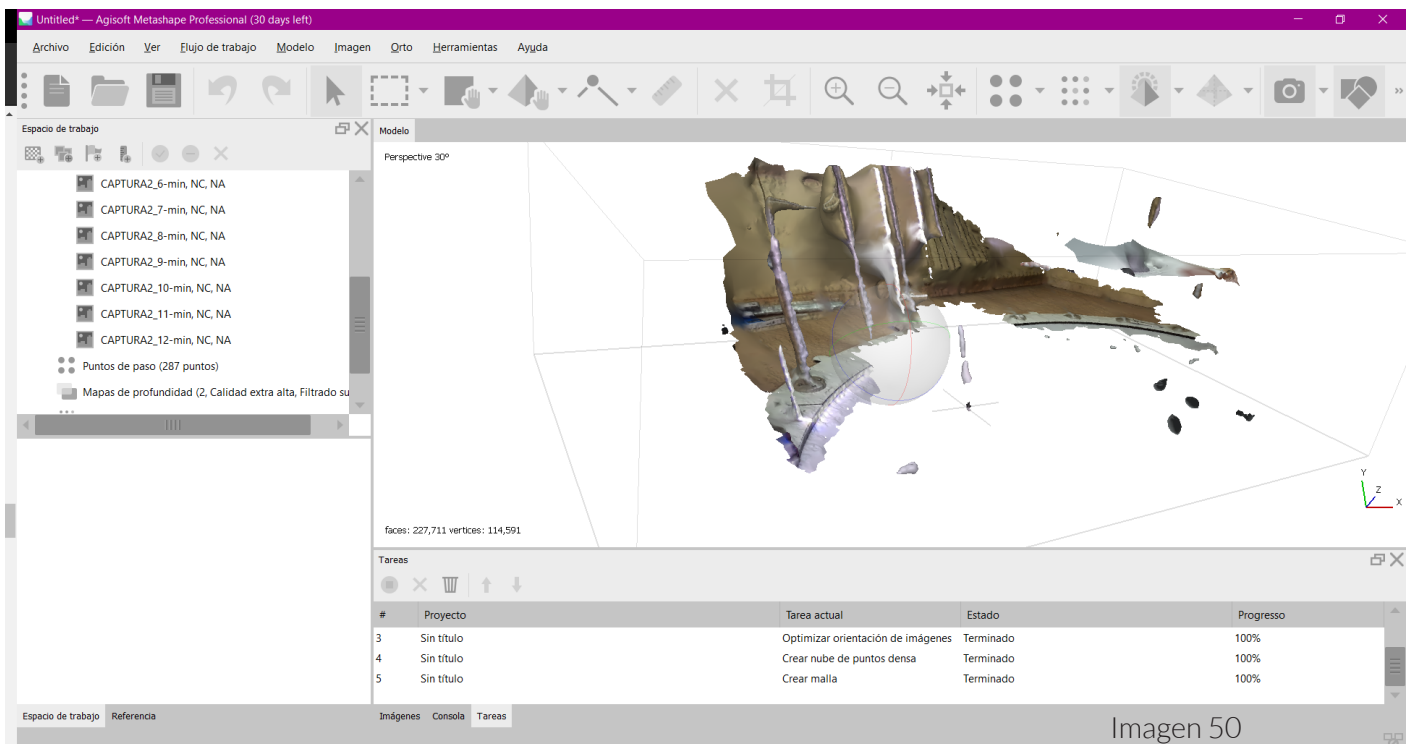 Untitled* — Agisoft Metashape Professional (30 days left)
Archivo Edición Ver Flujo de trabajo Modelo Imagen Orto Herramientas Ayuda
Espacio de trabajo
CAPTURA2_6-min, NC, NA
CAPTURA2_7-min, NC, NA
CAPTURA2_8-min, NC, NA
CAPTURA2_9-min, NC, NA
CAPTURA2_10-min, NC, NA
CAPTURA2_11-min, NC, NA
CAPTURA2_12-min, NC, NA
Puntos de paso (287 puntos)
Mapas de profundidad (2, Calidad extra alta, Filtrado su
Modelo
Perspective 30°
Y
Z
X
faces: 227,711 vertices: 114,591
Tareas
# Proyecto Tarea actual Estado Progresso
3 Sin título Optimizar orientación de imágenes Terminado 100%
4 Sin título Crear nube de puntos densa Terminado 100%
5 Sin título Crear malla Terminado 100%
Espacio de trabajo Referencia
Imágenes Consola Tareas
Imagen 50